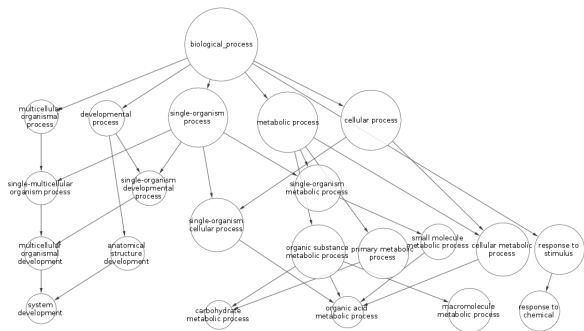 biological_process
multicellular
organismal
process
developmental
process
single-organism
process
metabolic process
cellular process
single-multicellular
organism process
single-organism
developmental
process
single-organism
metabolic process
single-organism
cellular process
multicellular
organismal
development
anatomical
structure
development
organic substance
metabolic process
primary metabolic
process
small molecule
metabolic process
cellular metabolic
process
response to
stimulus
system
development
carbohydrate
metabolic process
organic acid
metabolic process
macromolecule
metabolic process
response to
chemical